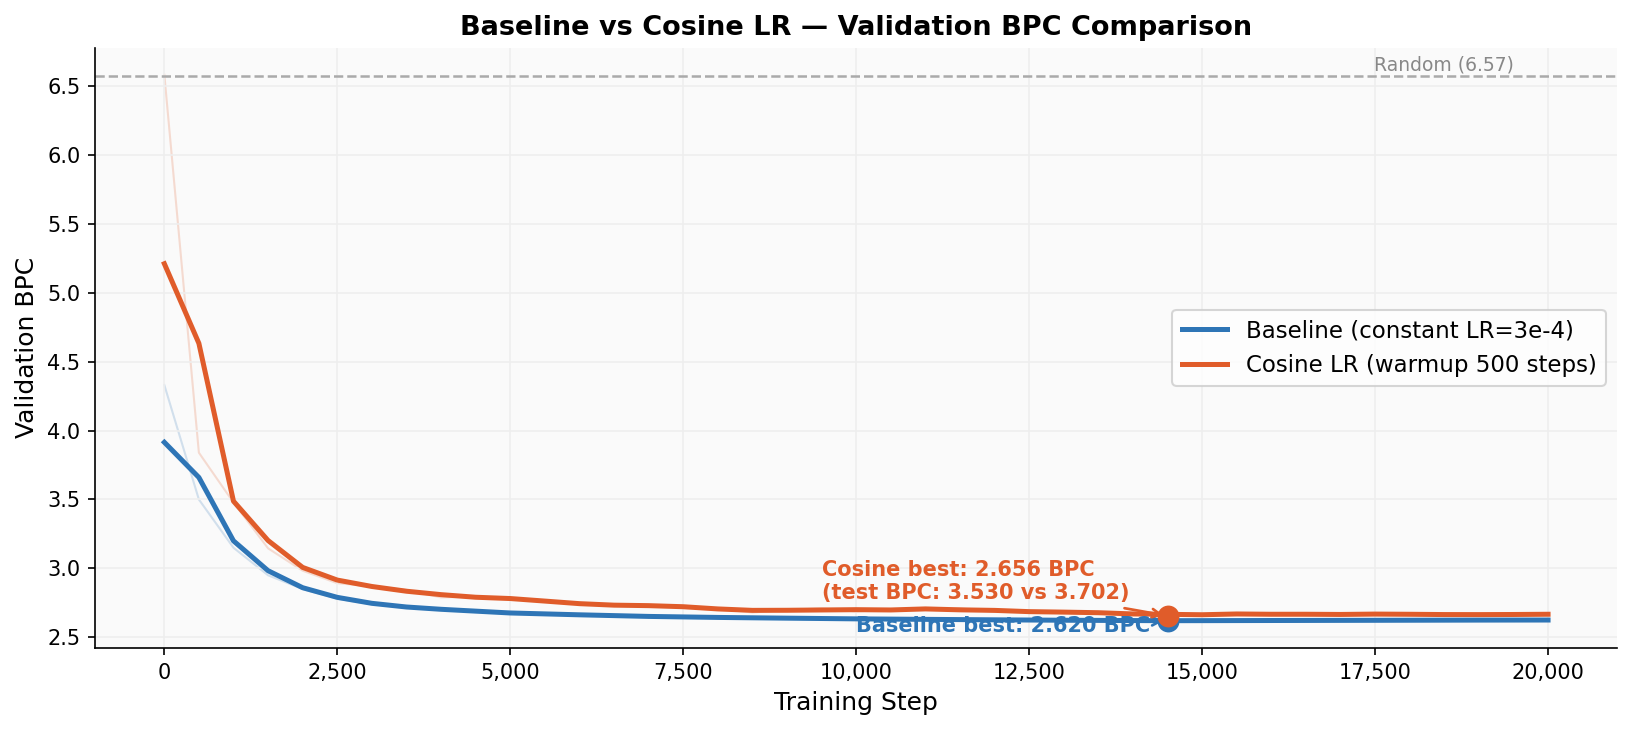 Baseline vs Cosine LR — Validation BPC Comparison
Validation BPC
6.5
6.0
5.5
5.0
4.5
4.0
3.5
3.0
2.5
Random (6.57)
Baseline (constant LR=3e-4)
Cosine LR (warmup 500 steps)
Cosine best: 2.656 BPC
(test BPC: 3.530 vs 3.702)
Baseline best: 2.620 BPC
0
2,500
5,000
7,500
10,000
12,500
15,000
17,500
20,000
Training Step